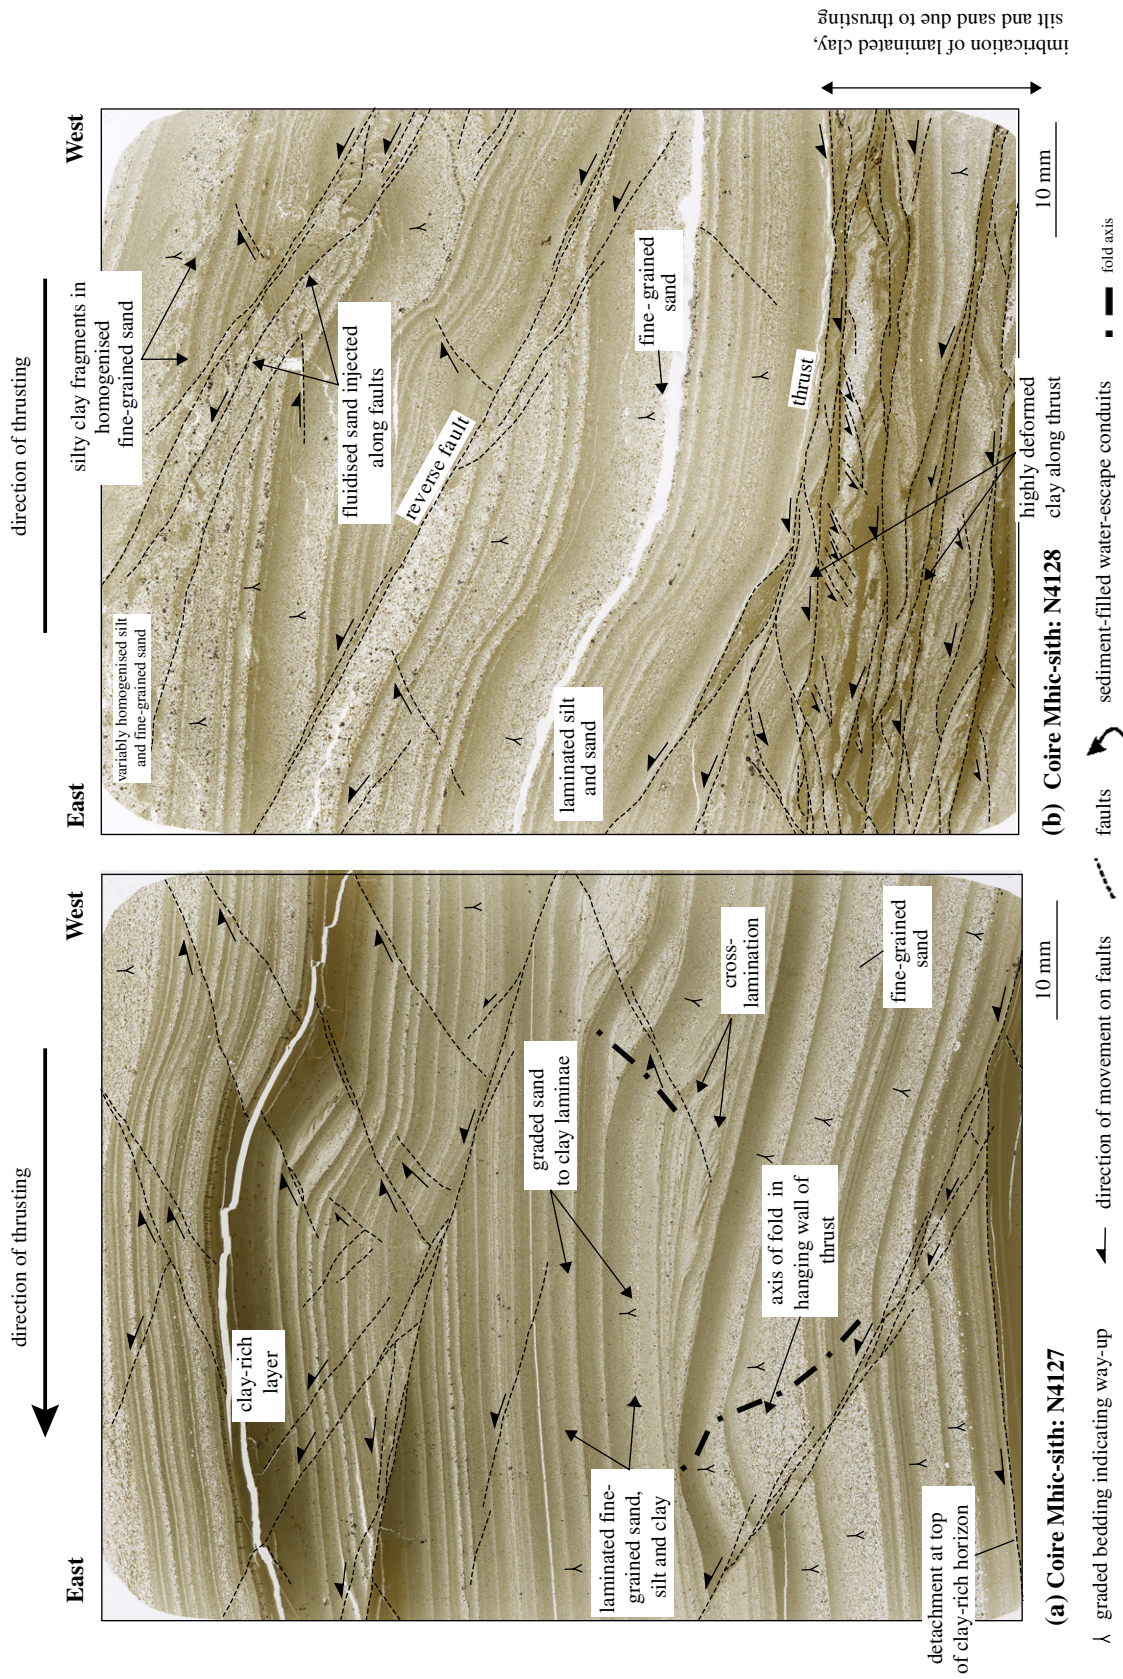 direction of thrusting
East
West
clay-rich
layer
graded sand
to clay laminae
cross-
lamination
laminated fine-
grained sand,
silt and clay
axis of fold in
hanging wall of
thrust
fine-grained
sand
detachment at top
of clay-rich horizon
10 mm
(a) Coire Mhic-sith: N4127
direction of thrusting
East
West
silty clay fragments in
homogenised
fine-grained sand
variably homogenised silt
and fine-grained sand
fluidised sand injected
along faults
reverse fault
fine - grained
sand
laminated silt
and sand
thrust
highly deformed
clay along thrust
imbrication of laminated clay,
silt and sand due to thrusting
10 mm
(b) Coire Mhic-sith: N4128
graded bedding indicating way-up
direction of movement on faults
faults
sediment-filled water-escape conduits
fold axis